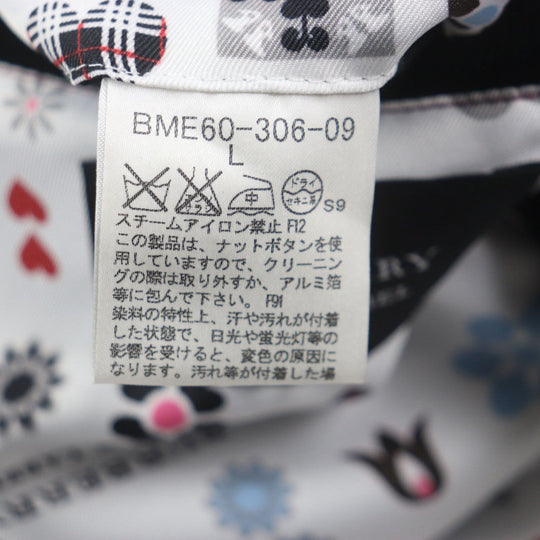 BME60-306-09
L
中
ドライ
セキユ系
S9
スチームアイロン禁止 F12
この製品は、ナットボタンを使
用していますので、クリーニン
グの際は取り外すか、アルミ箔
等に包んで下さい。 F91
染料の特性上、汗や汚れが付着
した状態で、日光や蛍光灯等の
影響を受けると、変色の原因に
なります。汚れ等が付着した場